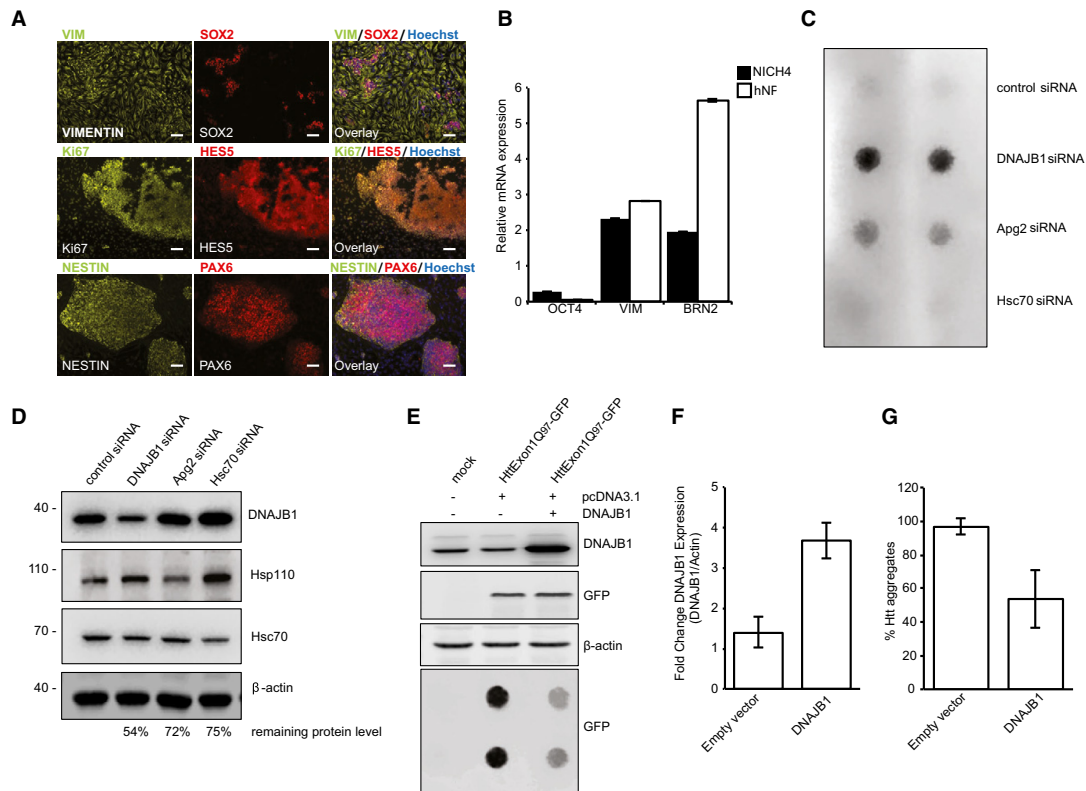 A
VIM
SOX2
VIM/SOX2/Hoechst
VIMENTIN
SOX2
Overlay
Ki67
HES5
Ki67/HES5/Hoechst
Ki67
HES5
Overlay
NESTIN
PAX6
NESTIN/PAX6/Hoechst
NESTIN
PAX6
Overlay
B
NICH4
hNF
Relative mRNA expression
6
5
4
3
2
1
0
OCT4
VIM
BRN2
C
control siRNA
DNAJB1 siRNA
Apg2 siRNA
Hsc70 siRNA
D
control siRNA
DNAJB1 siRNA
Apg2 siRNA
Hsc70 siRNA
40 -
DNAJB1
110 -
Hsp110
70 -
Hsc70
40 -
β-actin
54% 72% 75% remaining protein level
E
mock
HttExon1Q97-GFP
HttExon1Q97-GFP
- + + pcDNA3.1
- - + DNAJB1
DNAJB1
GFP
β-actin
GFP
F
Fold Change DNAJB1 Expression
(DNAJB1/Actin)
5
4
3
2
1
0
Empty vector
DNAJB1
G
% Htt aggregates
120
100
80
60
40
20
0
Empty vector
DNAJB1